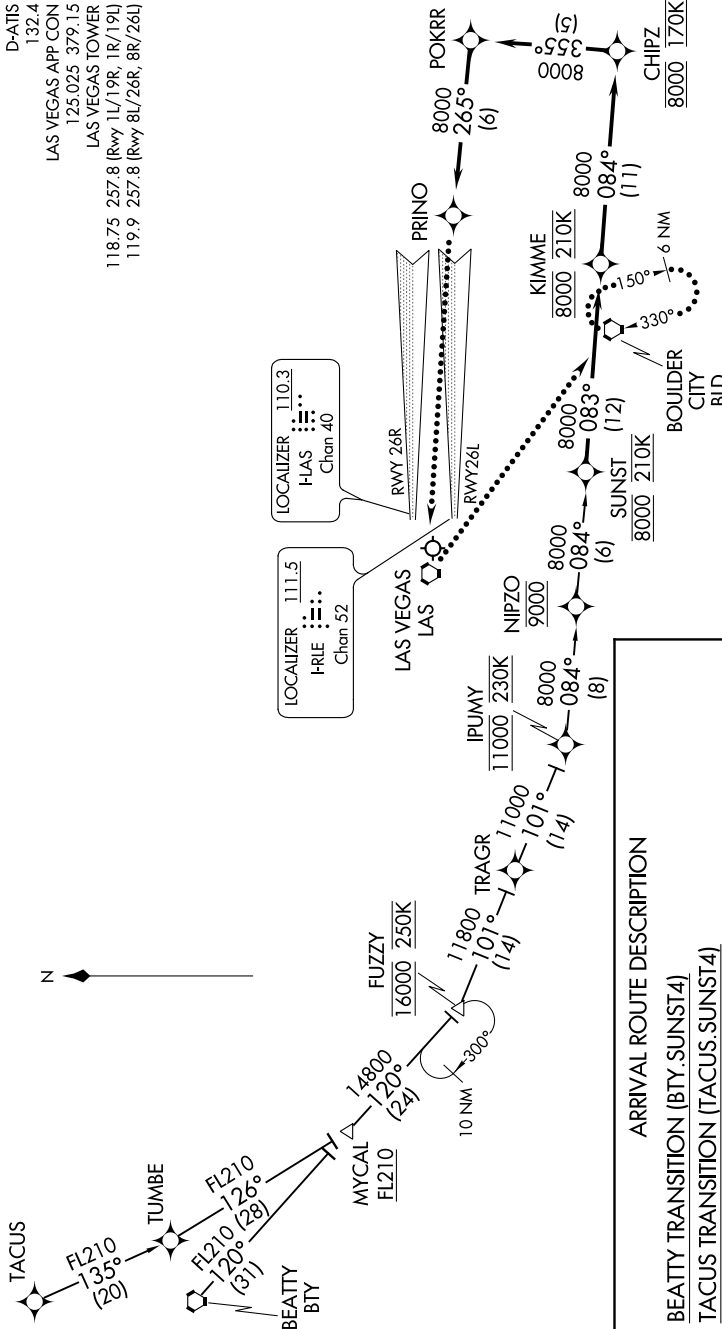 D-ATIS
132.4
LAS VEGAS APP CON
125.025 379.15
LAS VEGAS TOWER
118.75 257.8 (Rwy 1L/19R, 1R/19L)
119.9 257.8 (Rwy 8L/26R, 8R/26L)
TACUS
FL210
135°
(20)
TUMBE
FL210
126°
(28)
FL210
120°
(31)
BEATTY
BTY
MYCAL
FL210
14800
120°
(24)
N
FUZZY
16000 250K
10 NM
300°
11800
101°
(14)
TRAGR
11000
101°
(14)
IPUMY
11000 230K
8000
084°
(8)
NIPZO
9000
8000
084°
(6)
SUNST
8000 210K
8000
083°
(12)
KIMME
8000 210K
150°
6 NM
330°
BOULDER
CITY
BLD
8000
084°
(11)
CHIPZ
8000 170K
8000
355°
(5)
POKRR
8000
265°
(6)
PRINO
LOCALIZER 110.3
I-LAS
Chan 40
RWY 26R
LOCALIZER 111.5
I-RLE
Chan 52
RWY26L
LAS VEGAS
LAS
ARRIVAL ROUTE DESCRIPTION
BEATTY TRANSITION (BTY.SUNST4)
TACUS TRANSITION (TACUS.SUNST4)